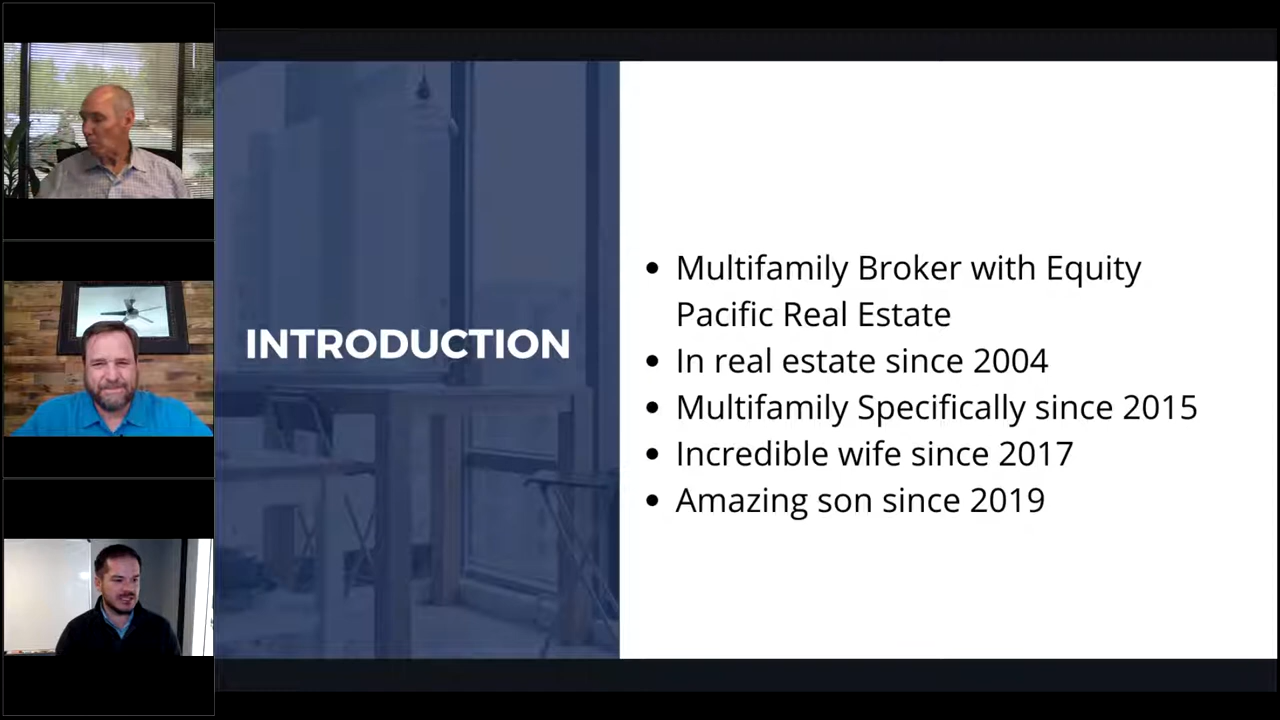 INTRODUCTION
• Multifamily Broker with Equity
Pacific Real Estate
• In real estate since 2004
• Multifamily Specifically since 2015
• Incredible wife since 2017
• Amazing son since 2019